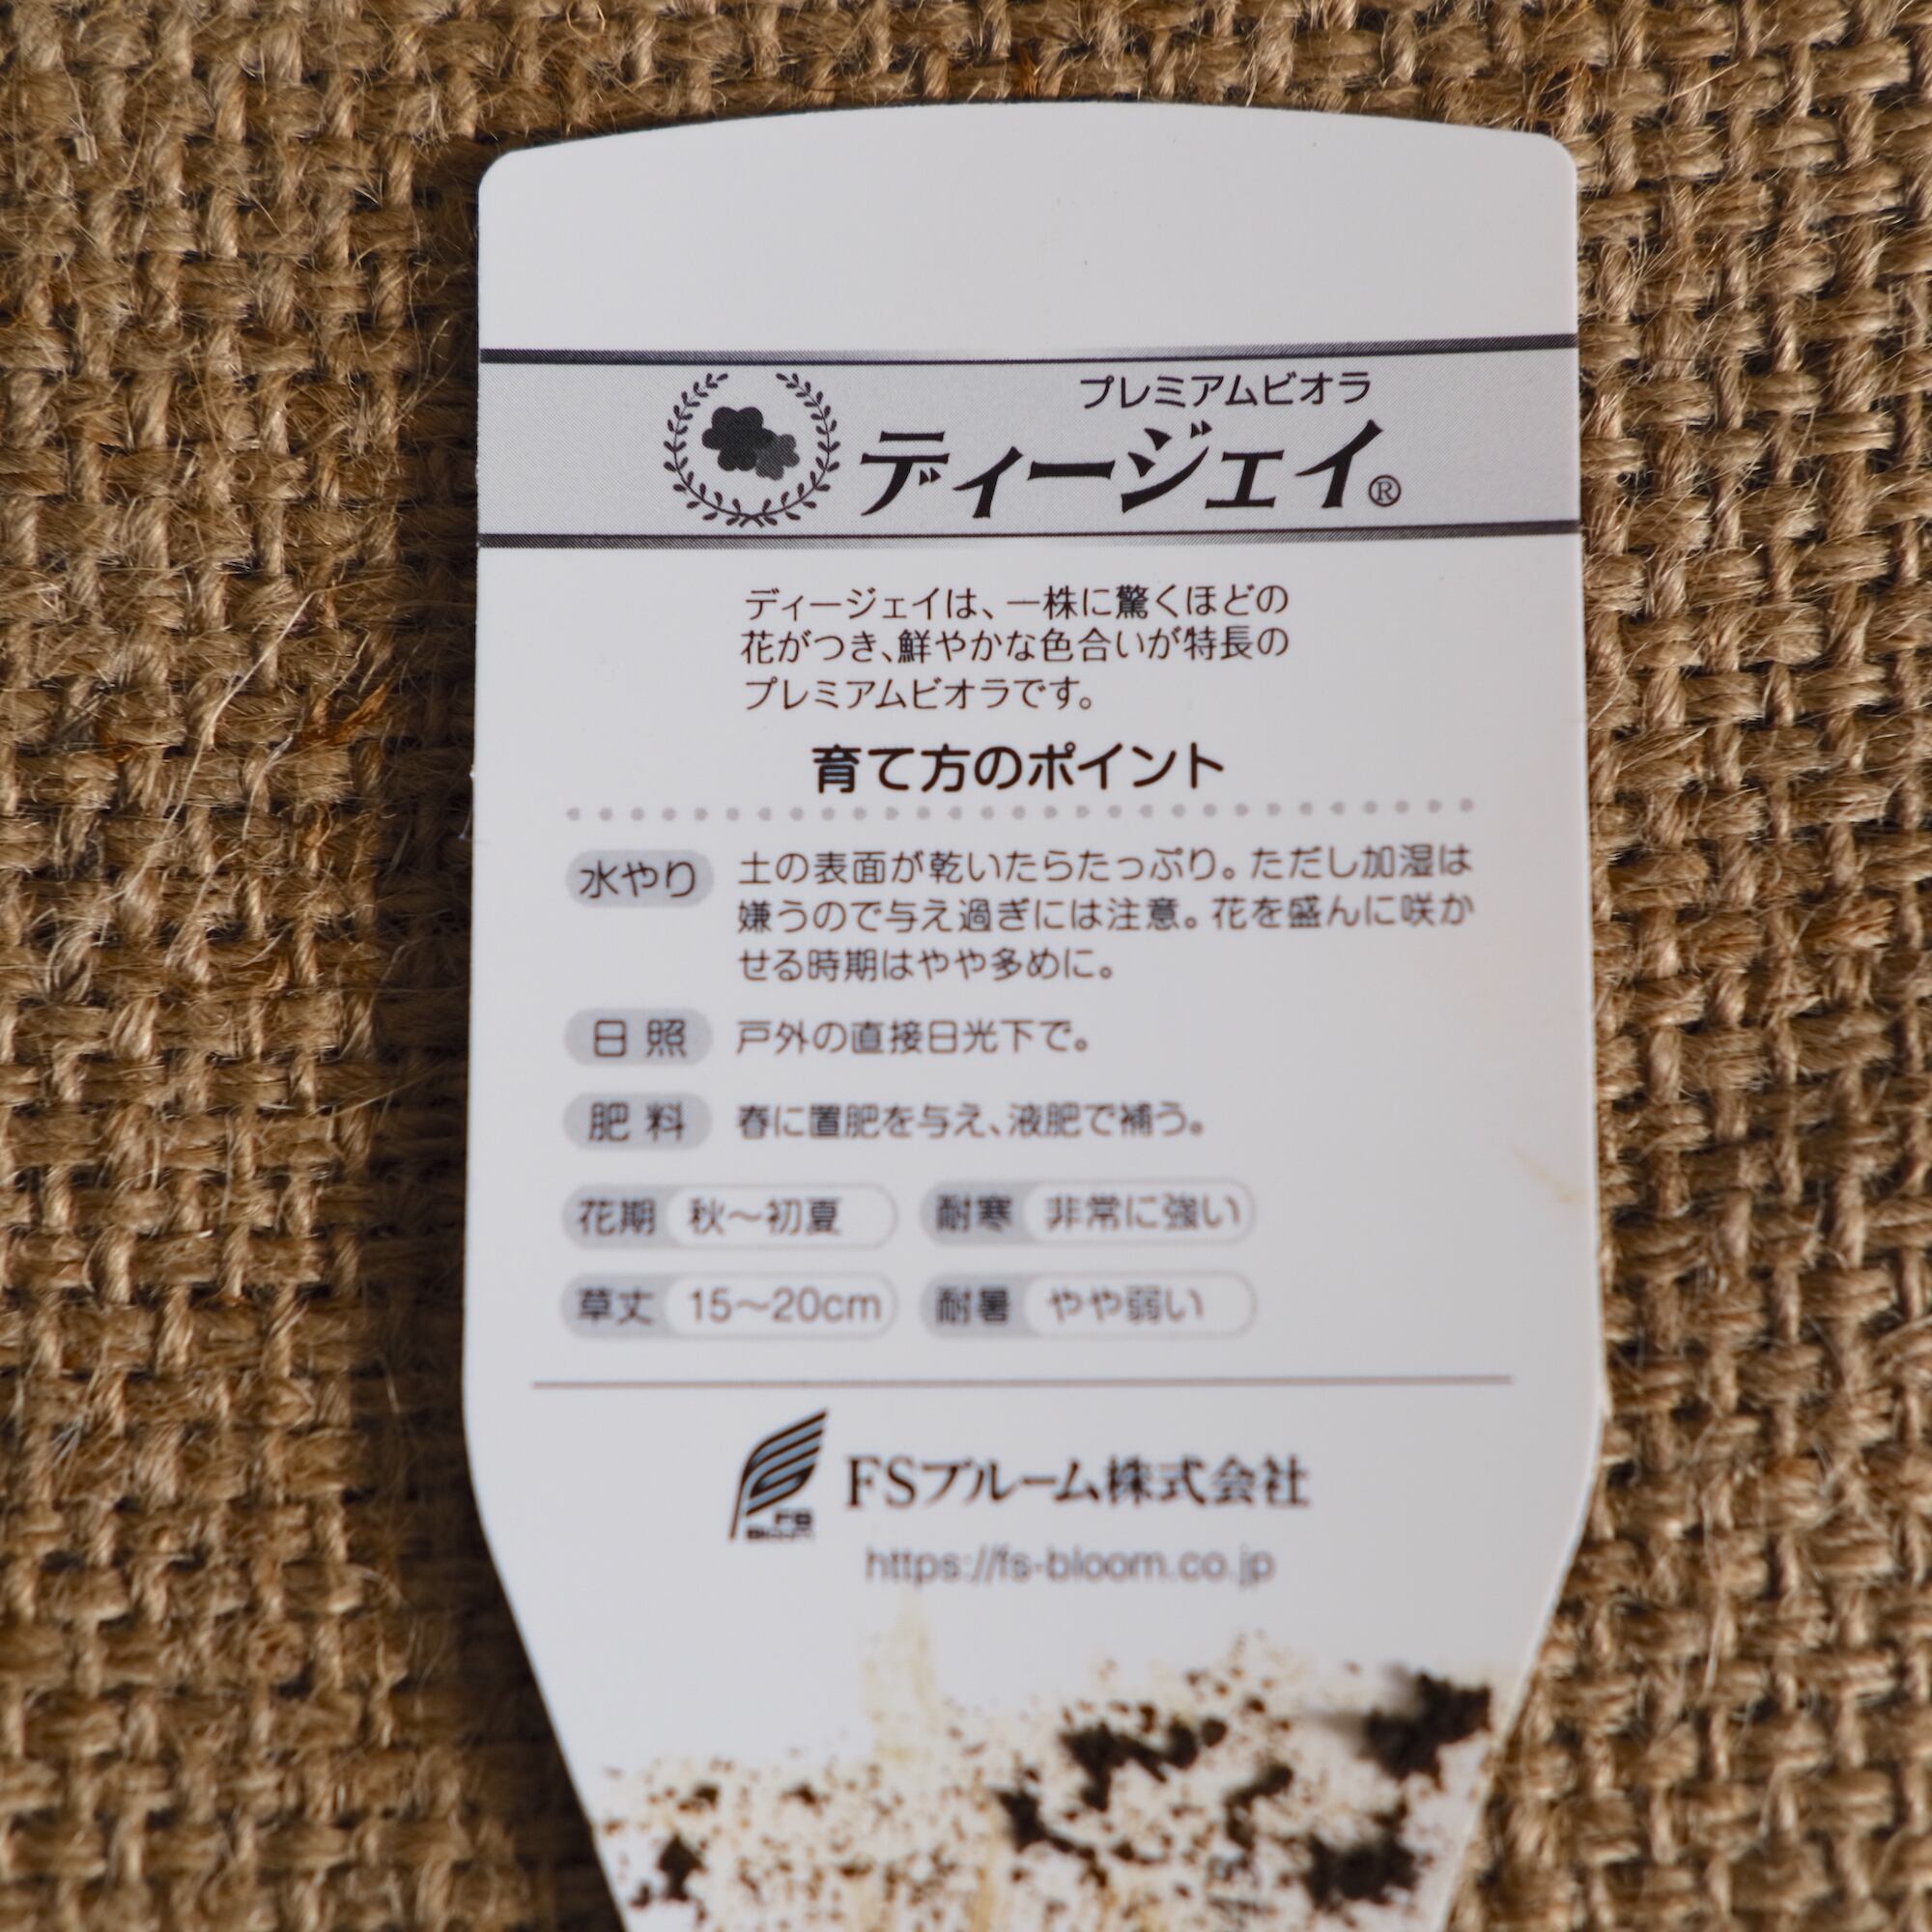 プレミアムビオラ
ディージェイ®
ディージェイは、一株に驚くほどの
花がつき、鮮やかな色合いが特長の
プレミアムビオラです。
育て方のポイント
水やり 土の表面が乾いたらたっぷり。ただし加湿は
嫌うので与え過ぎには注意。花を盛んに咲か
せる時期はやや多めに。
日照 戸外の直接日光下で。
肥料 春に置肥を与え、液肥で補う。
花期 秋〜初夏 耐寒 非常に強い
草丈 15〜20cm 耐暑 やや弱い
FSブルーム株式会社
FS
Bloom
https://fs-bloom.co.jp